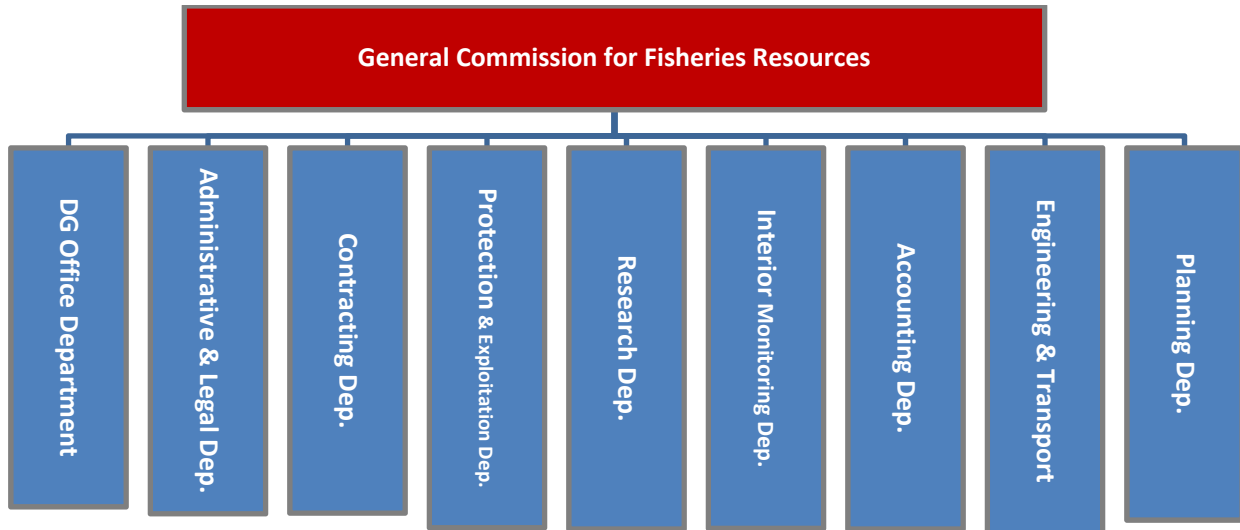 General Commission for Fisheries Resources
DG Office Department
Administrative & Legal Dep.
Contracting Dep.
Protection & Exploitation Dep.
Research Dep.
Interior Monitoring Dep.
Accounting Dep.
Engineering & Transport
Planning Dep.